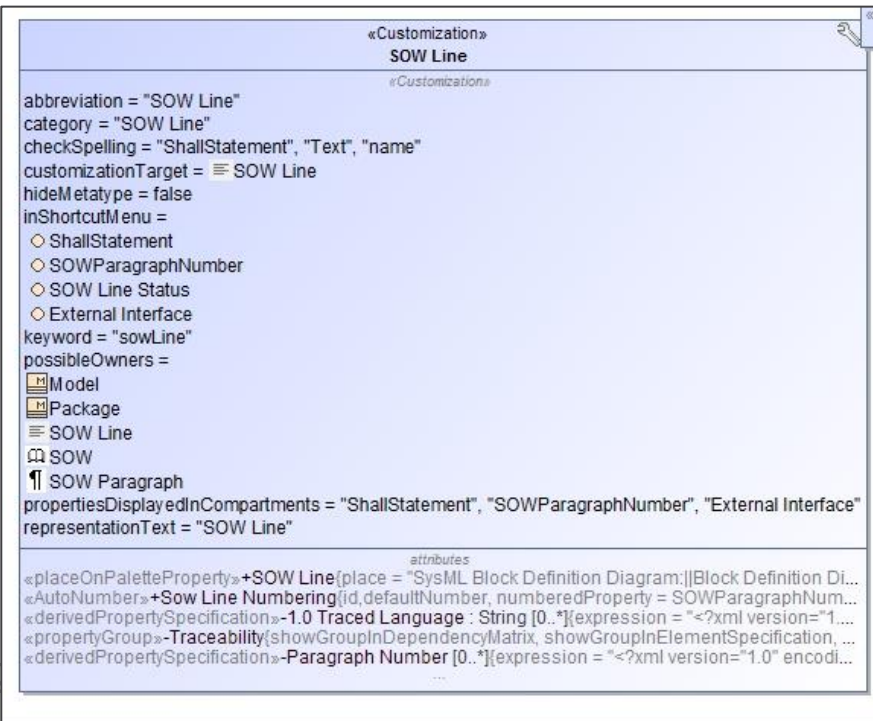 «Customization»
SOW Line
«Customization»
abbreviation = "SOW Line"
category = "SOW Line"
checkSpelling = "ShallStatement", "Text", "name"
customizationTarget = SOW Line
hideMetatype = false
inShortcutMenu =
ShallStatement
SOWParagraphNumber
SOW Line Status
External Interface
keyword = "sowLine"
possibleOwners =
M Model
M Package
SOW Line
SOW
¶ SOW Paragraph
propertiesDisplayedInCompartments = "ShallStatement", "SOWParagraphNumber", "External Interface"
representationText = "SOW Line"
attributes
«placeOnPaletteProperty»+SOW Line{place = "SysML Block Definition Diagram:||Block Definition Di...
«AutoNumber»+Sow Line Numbering{id,defaultNumber, numberedProperty = SOWParagraphNum...
«derivedPropertySpecification»-1.0 Traced Language : String [0..*]{expression = "<?xml version="1....
«propertyGroup»-Traceability{showGroupInDependencyMatrix, showGroupInElementSpecification, ...
«derivedPropertySpecification»-Paragraph Number [0..*]{expression = "<?xml version="1.0" encodi...
...